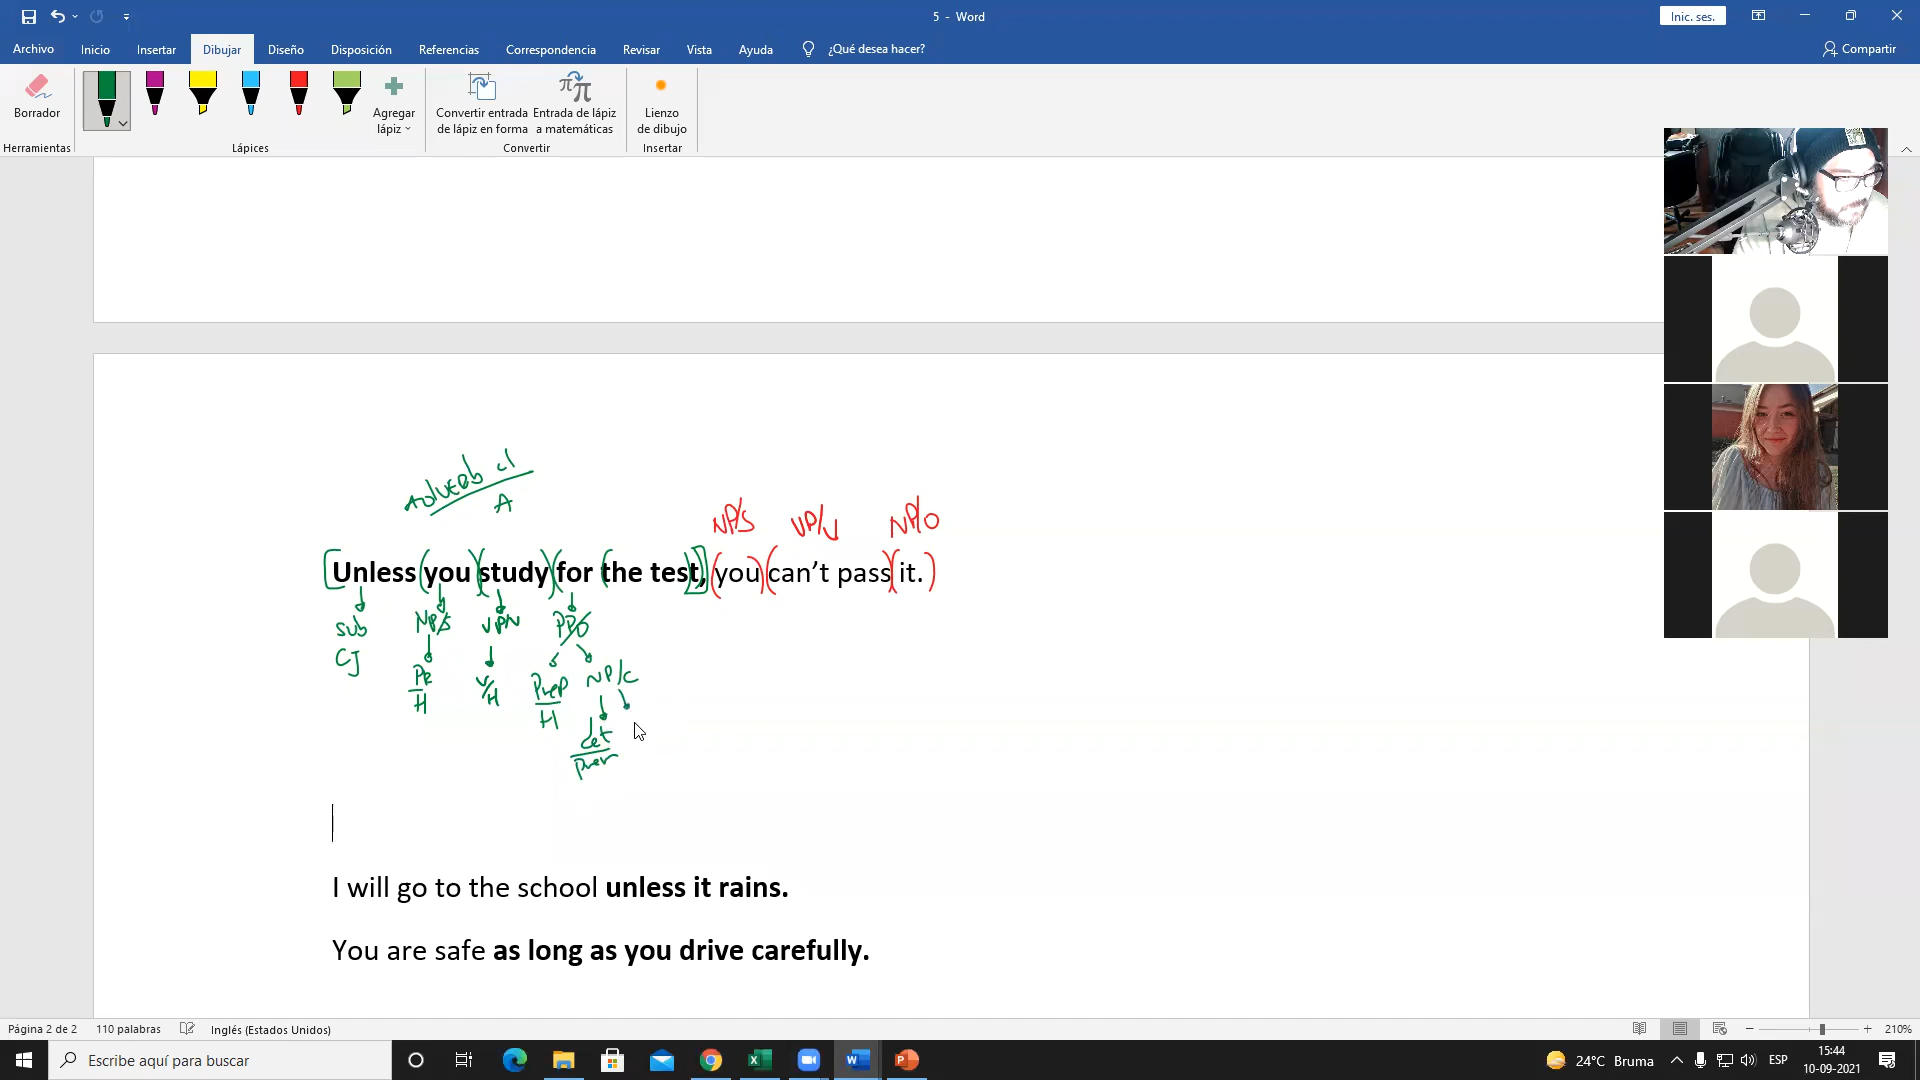 5 - Word
Inic. ses.
Archivo Inicio Insertar Dibujar Diseño Disposición Referencias Correspondencia Revisar Vista Ayuda ¿Qué desea hacer? Compartir
Borrador
Agregar lápiz
Convertir entrada de lápiz en forma
Entrada de lápiz a matemáticas
Lienzo de dibujo
Herramientas Lápices Convertir Insertar
Adverb cl
A
NP/S VP/V NP/O
Unless you study for the test, you can't pass it.
Sub NP/S VP/V PP/O
CJ
PR/H V/H Prep/H NP/C
det
prer
I will go to the school unless it rains.
You are safe as long as you drive carefully.
Página 2 de 2 110 palabras Inglés (Estados Unidos) 210%
Escribe aquí para buscar
24°C Bruma
ESP
15:44
10-09-2021